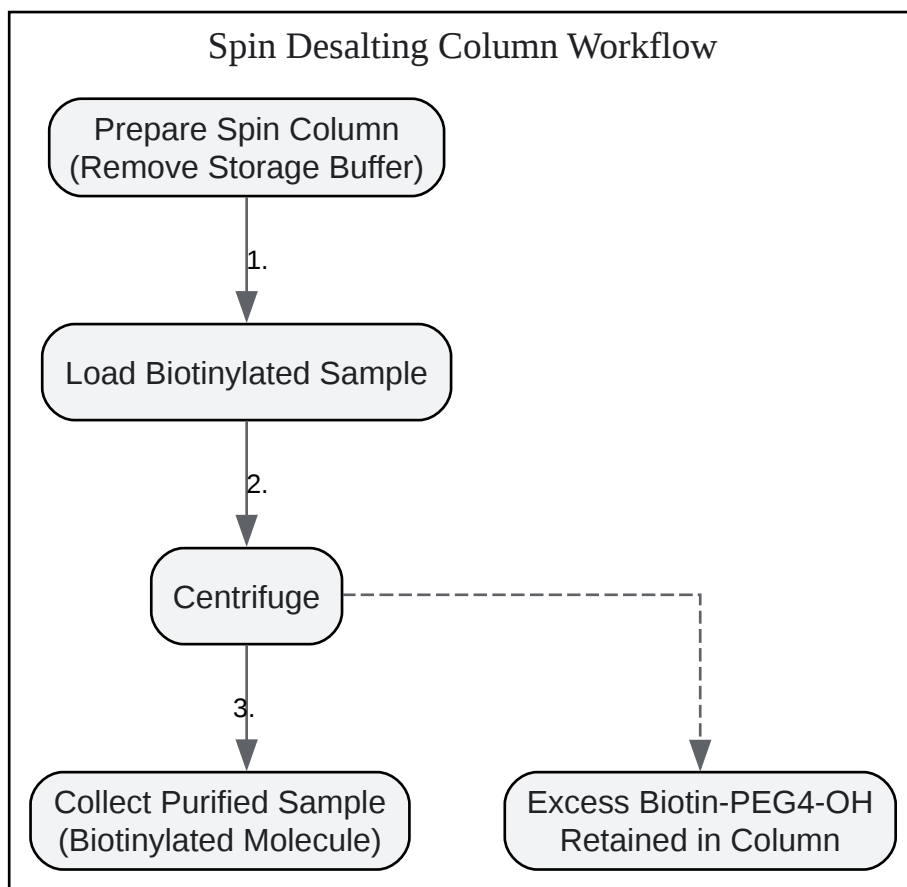 Spin Desalting Column Workflow
Prepare Spin Column
(Remove Storage Buffer)
1.
Load Biotinylated Sample
2.
Centrifuge
3.
Collect Purified Sample
(Biotinylated Molecule)
Excess Biotin-PEG4-OH
Retained in Column